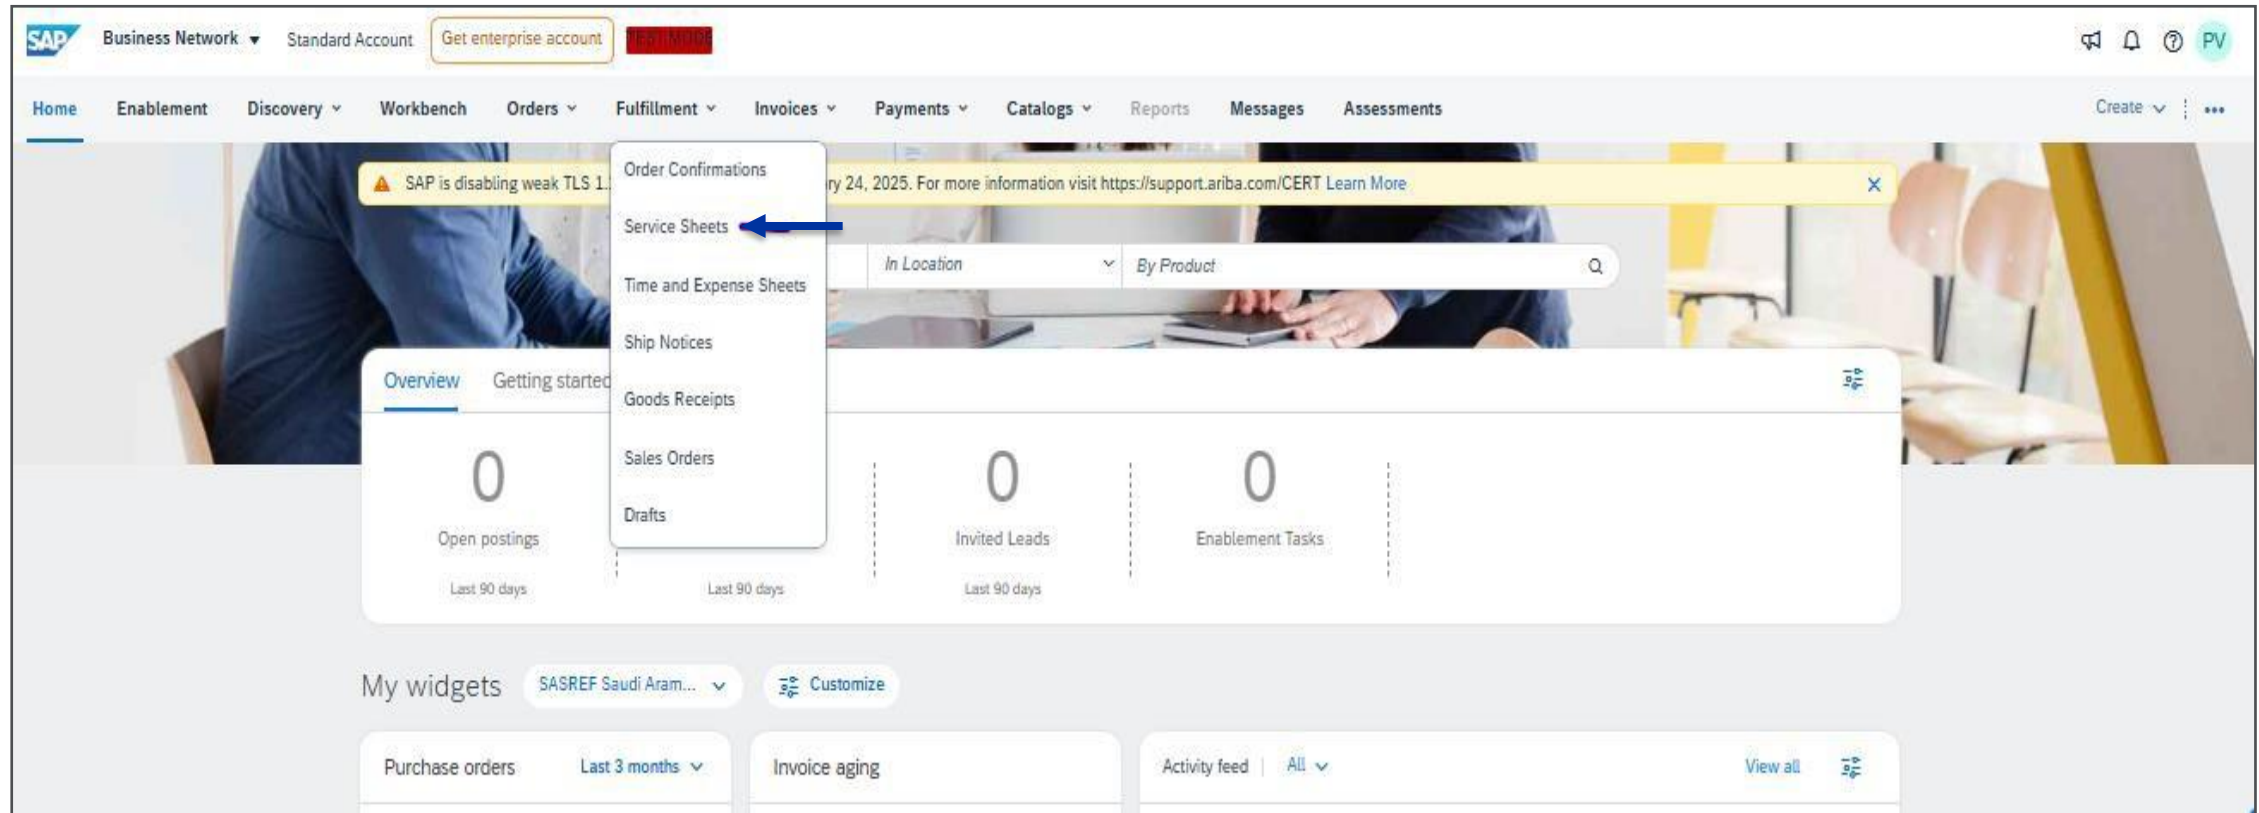 SAP
Business Network
Standard Account
Get enterprise account
TEST MODE
PV
Home
Enablement
Discovery
Workbench
Orders
Fulfillment
Invoices
Payments
Catalogs
Reports
Messages
Assessments
Create
SAP is disabling weak TLS 1.
ry 24, 2025. For more information visit https://support.ariba.com/CERT Learn More
Order Confirmations
Service Sheets
Time and Expense Sheets
Ship Notices
Goods Receipts
Sales Orders
Drafts
In Location
By Product
Overview
Getting started
0
Open postings
Last 90 days
Last 90 days
0
Invited Leads
Last 90 days
0
Enablement Tasks
My widgets
SASREF Saudi Aram...
Customize
Purchase orders
Last 3 months
Invoice aging
Activity feed
All
View all